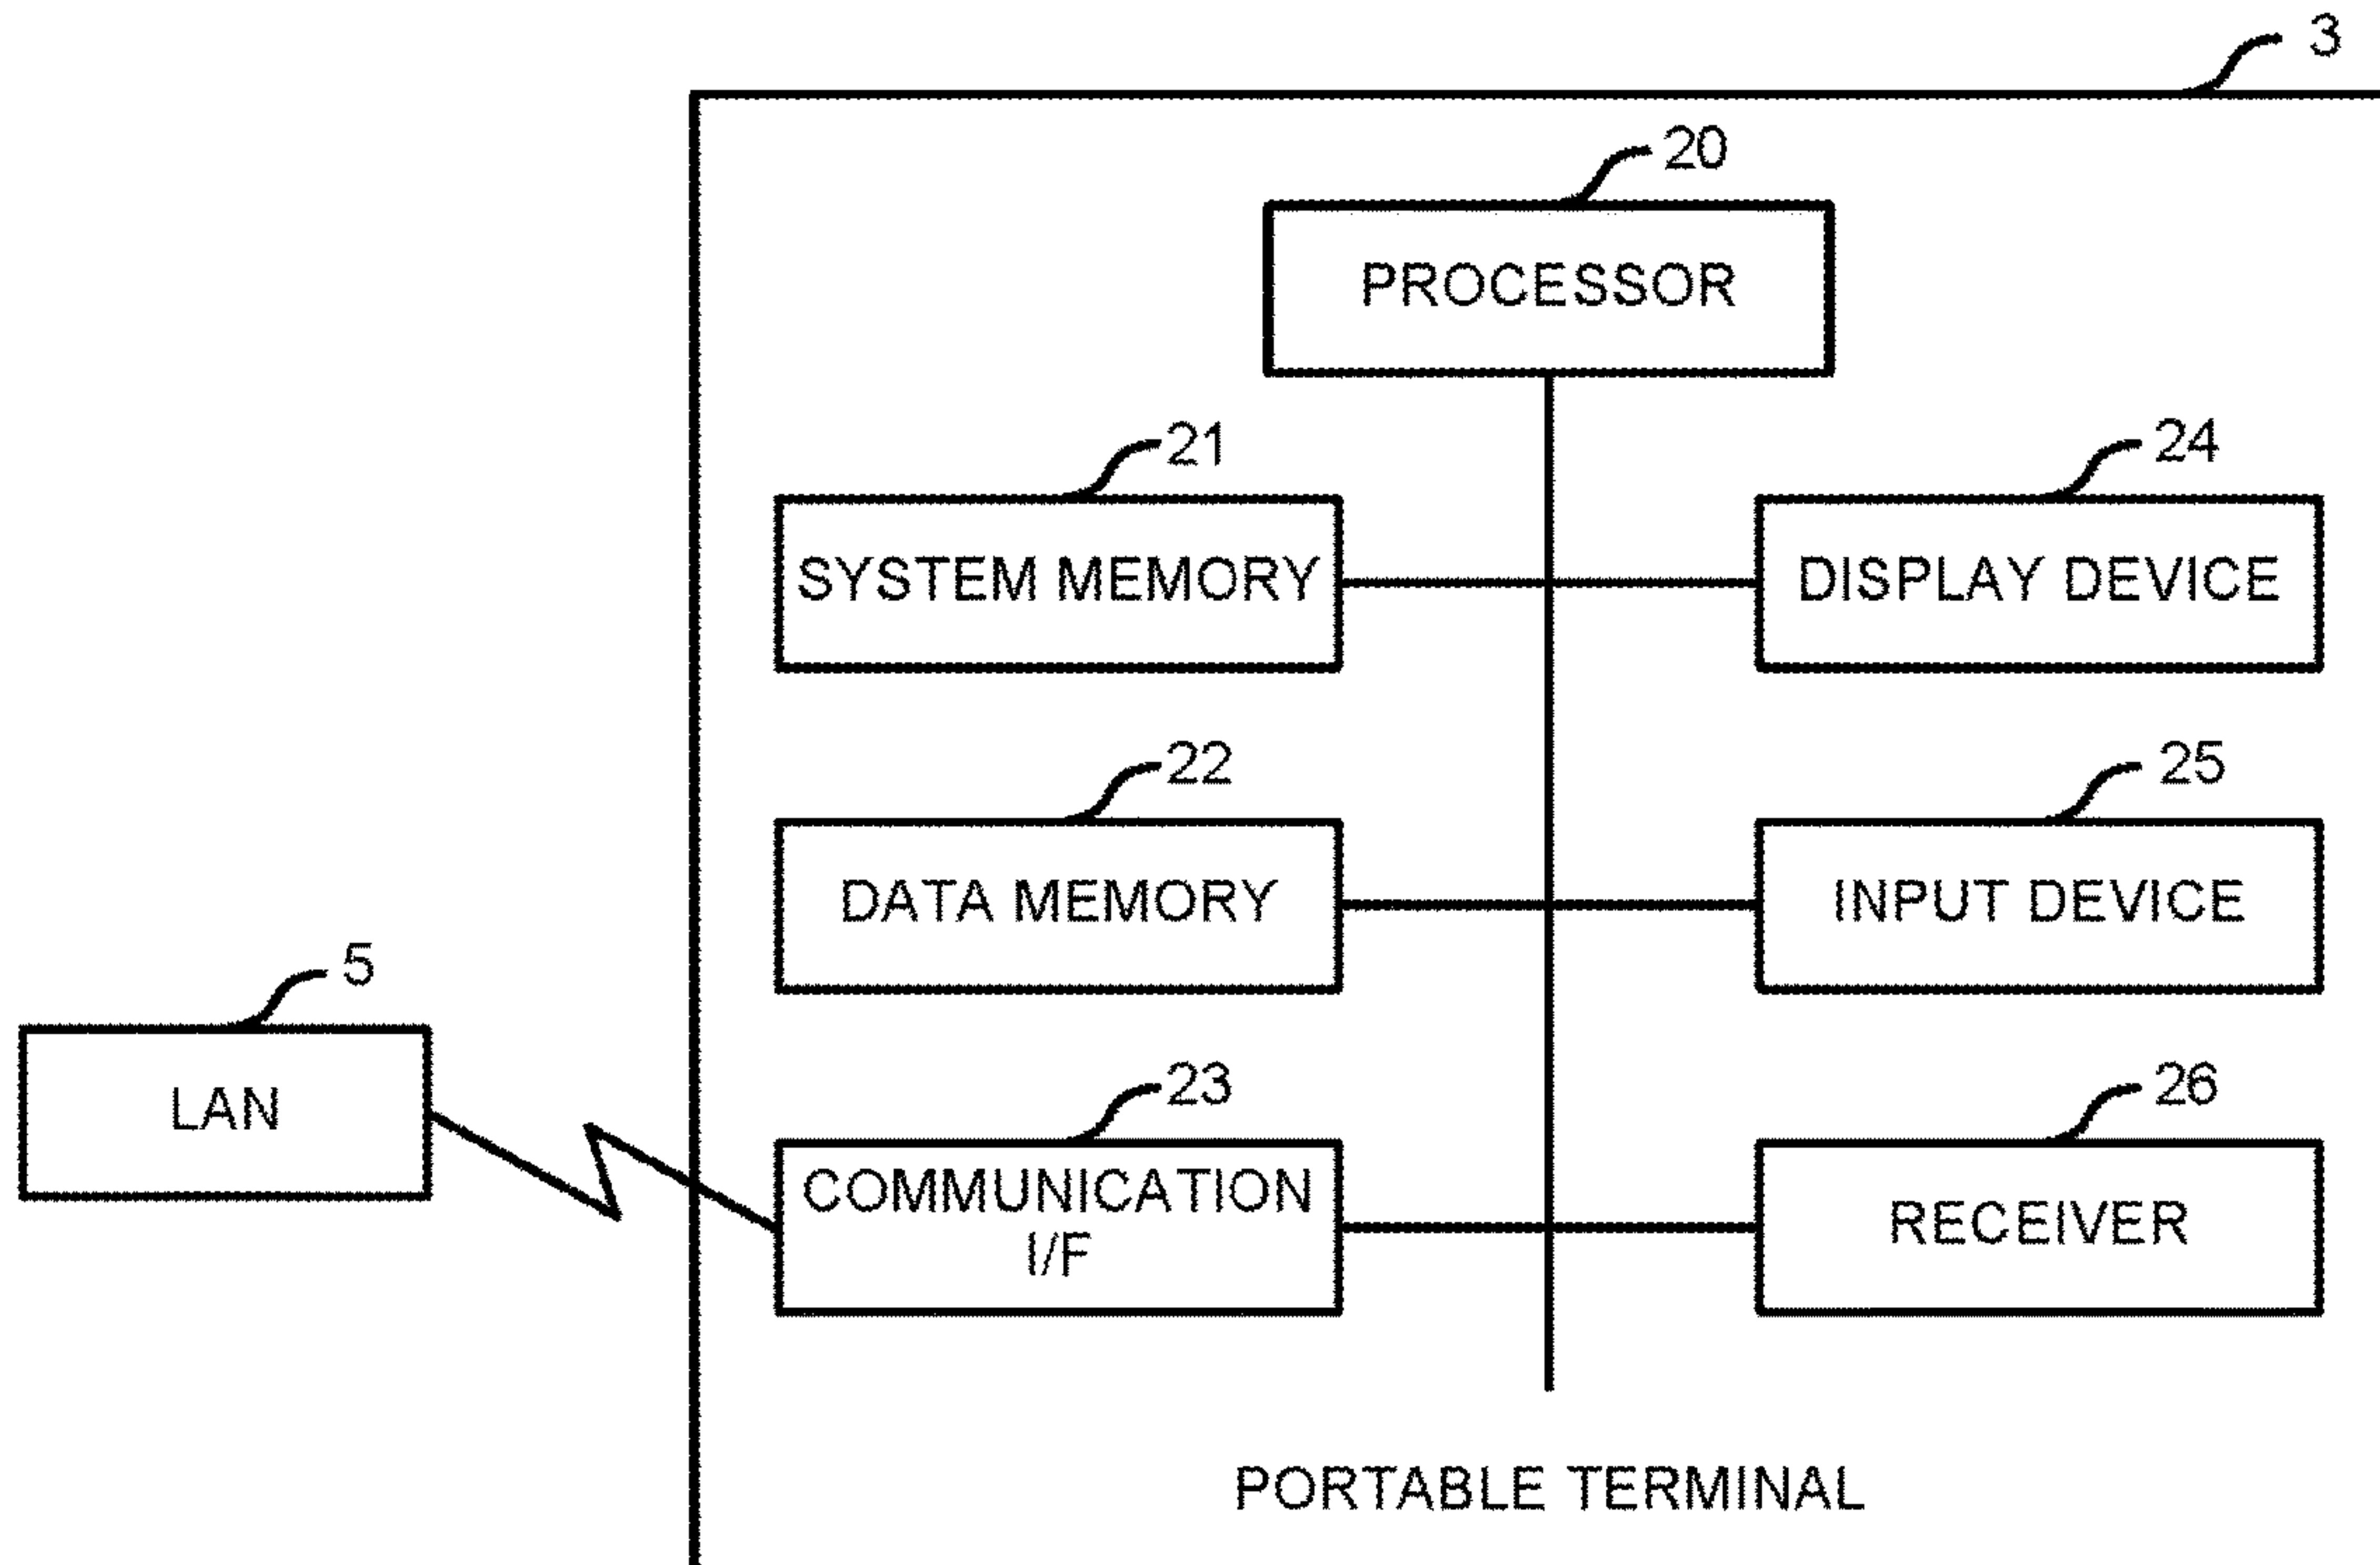 3
20
PROCESSOR
21
24
SYSTEM MEMORY
DISPLAY DEVICE
22
25
DATA MEMORY
INPUT DEVICE
5
LAN
23
26
COMMUNICATION
I/F
RECEIVER
PORTABLE TERMINAL